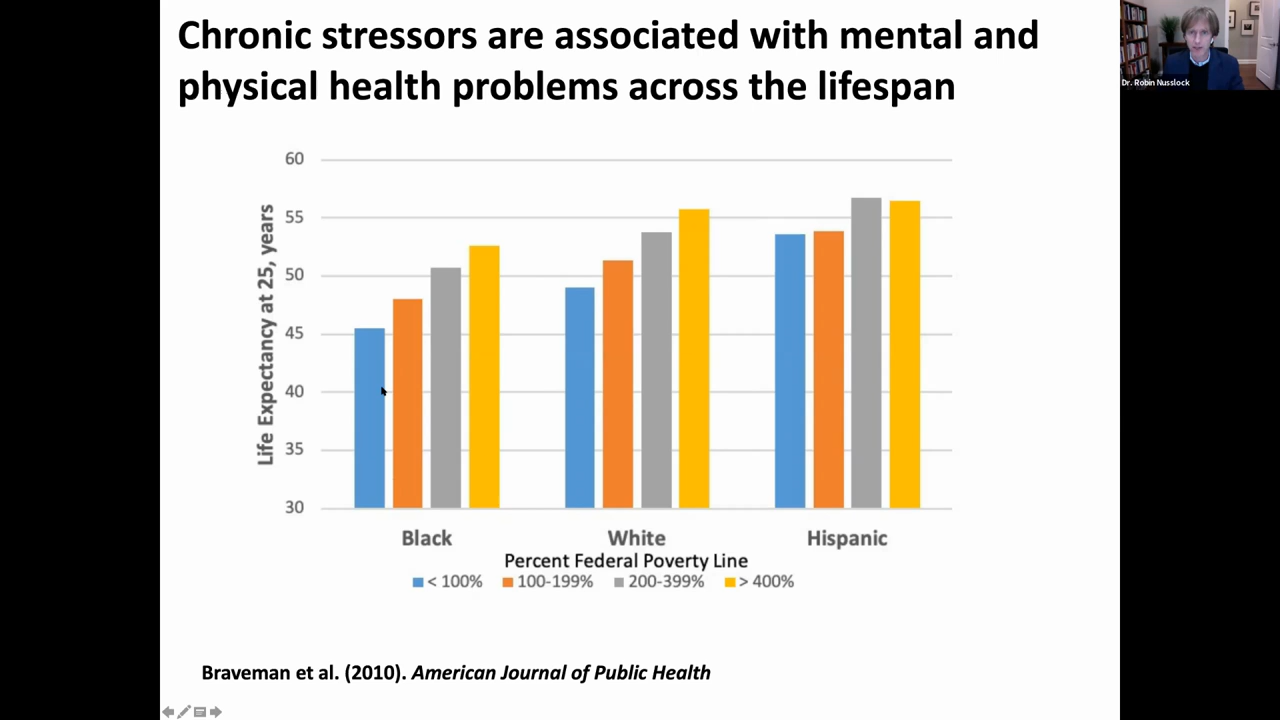 Chronic stressors are associated with mental and
physical health problems across the lifespan
Dr. Robin Nusslock
60
55
50
45
40
35
30
Life Expectancy at 25, years
Black
White
Hispanic
Percent Federal Poverty Line
< 100%
100-199%
200-399%
> 400%
Braveman et al. (2010). American Journal of Public Health